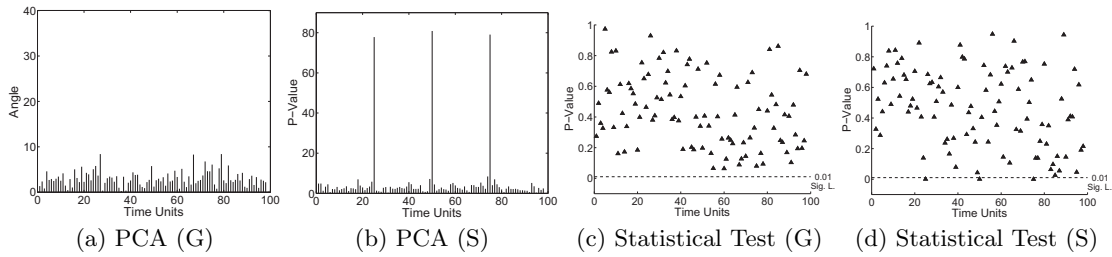 40
30
20
10
0
Angle
0 20 40 60 80 100
Time Units
(a) PCA (G)
80
60
40
20
0
P−Value
0 20 40 60 80 100
Time Units
(b) PCA (S)
1
0.8
0.6
0.4
0.2
0
P−Value
0.01
Sig. L.
0 20 40 60 80 100
Time Units
(c) Statistical Test (G)
1
0.8
0.6
0.4
0.2
0
P−Value
0.01
Sig. L.
0 20 40 60 80 100
Time Units
(d) Statistical Test (S)